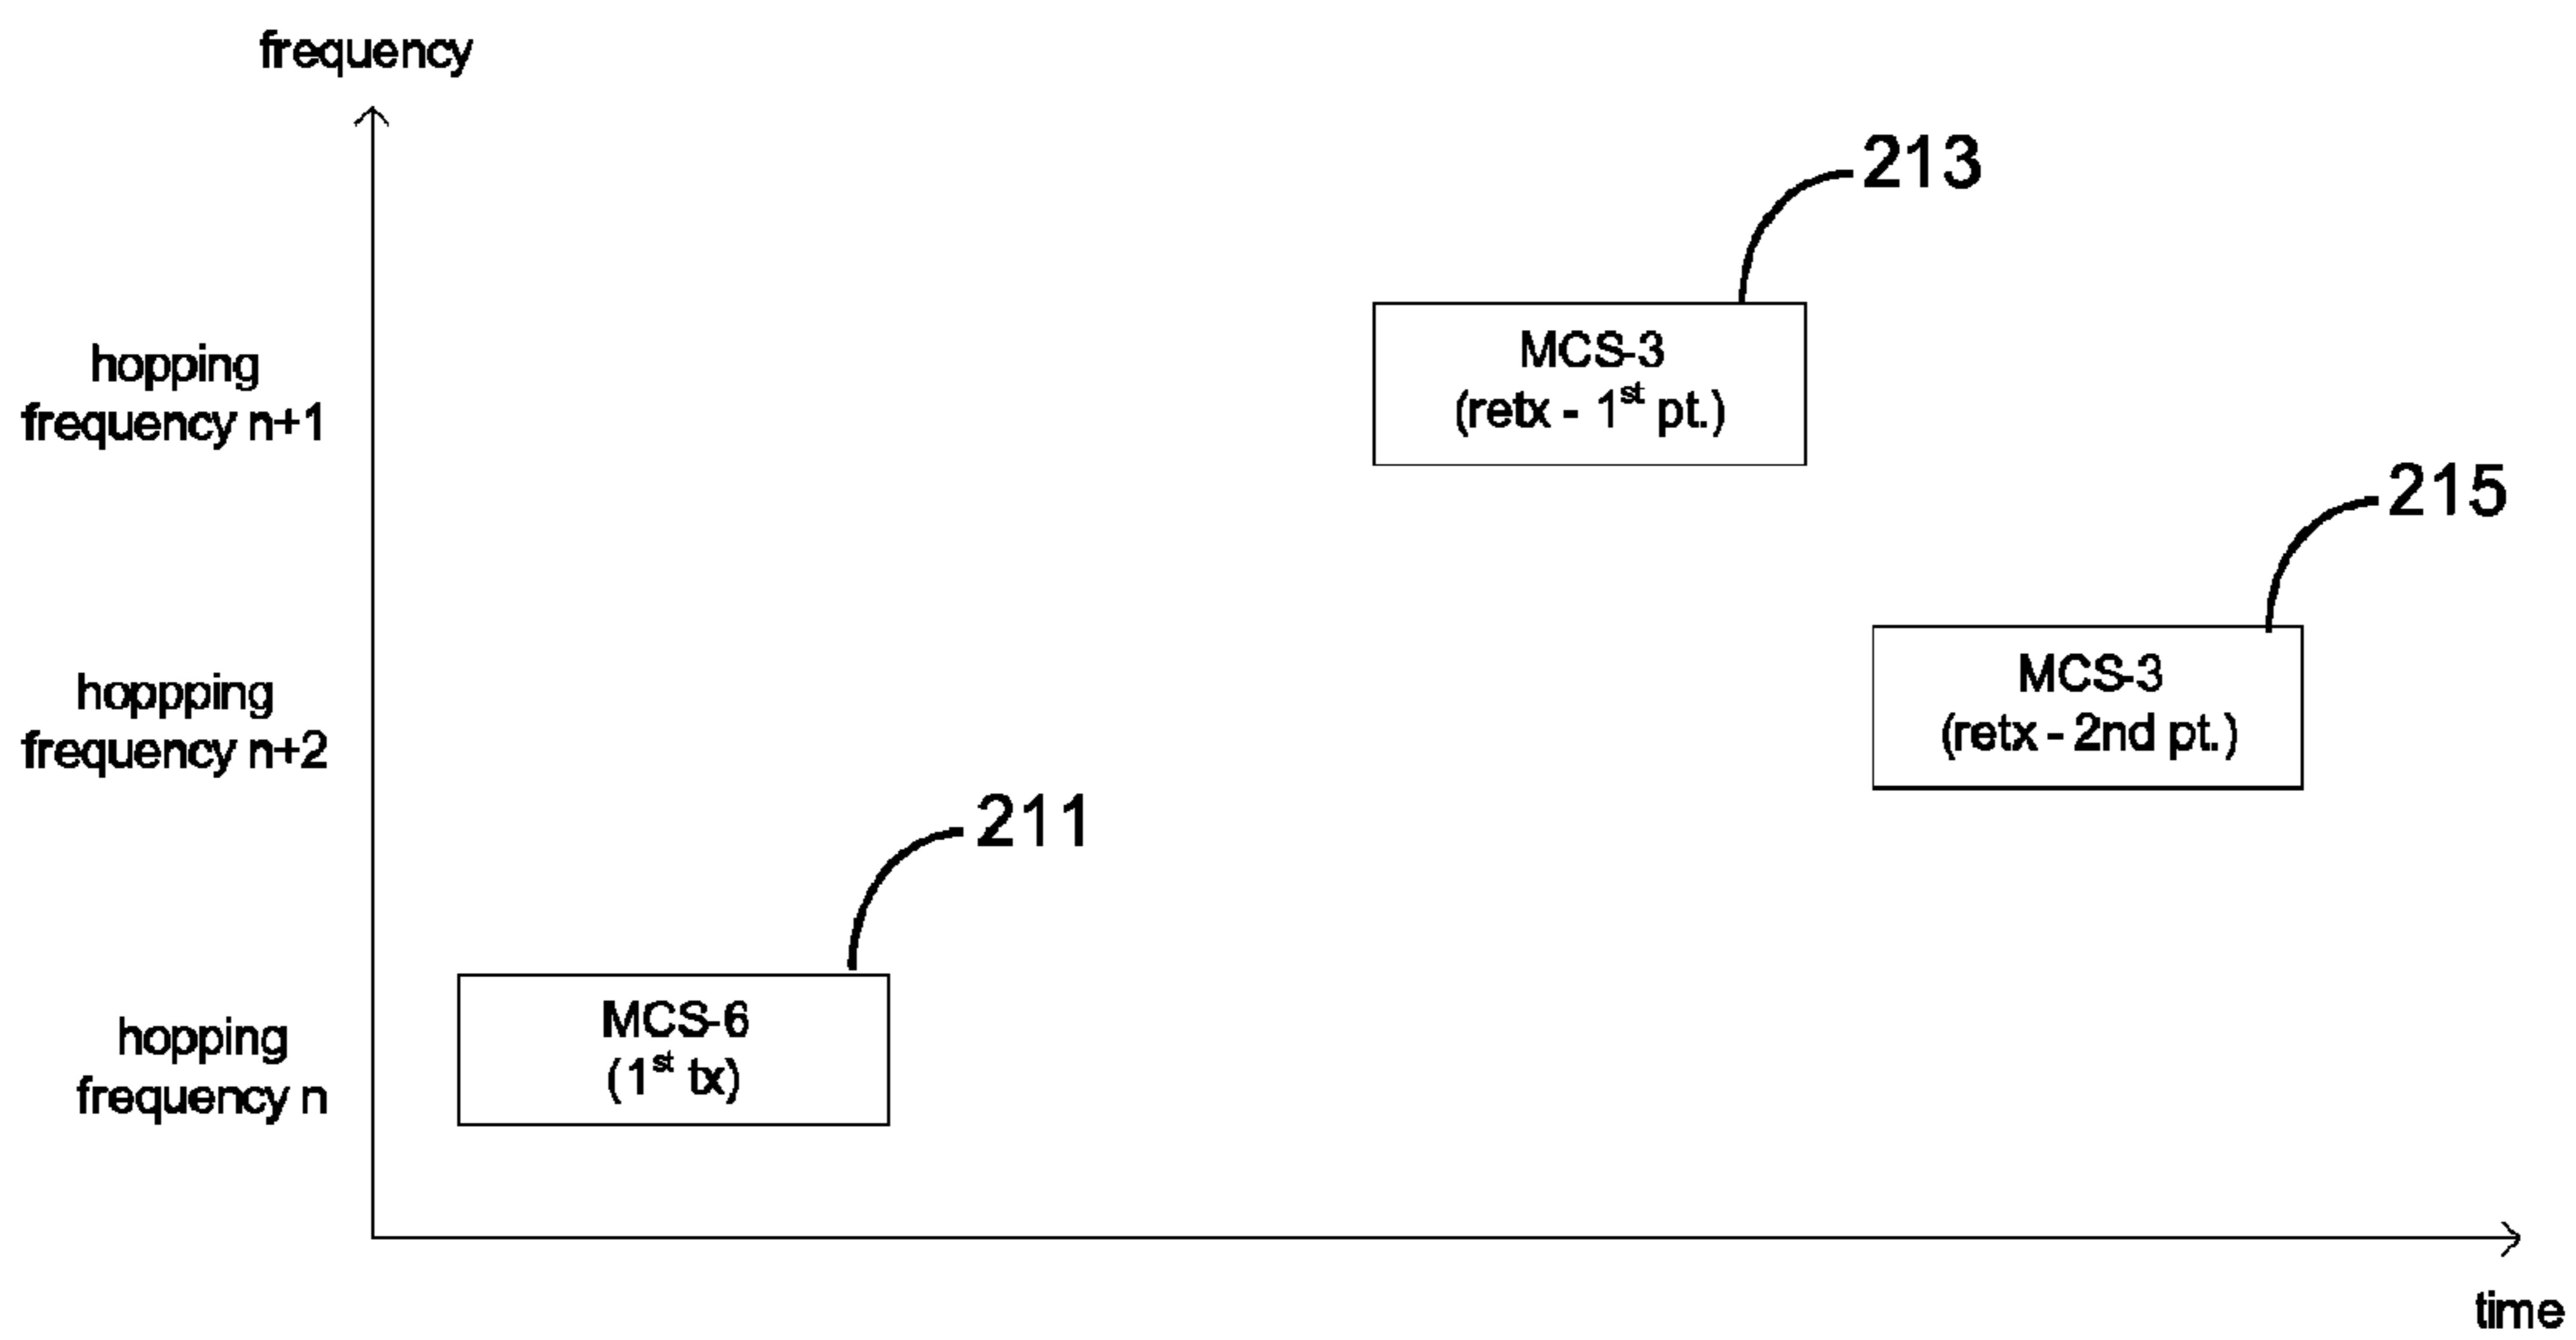 frequency
213
hopping
frequency n+1
MCS-3
(retx - 1st pt.)
215
hoppping
frequency n+2
MCS-3
(retx - 2nd pt.)
211
hopping
frequency n
MCS-6
(1st tx)
time